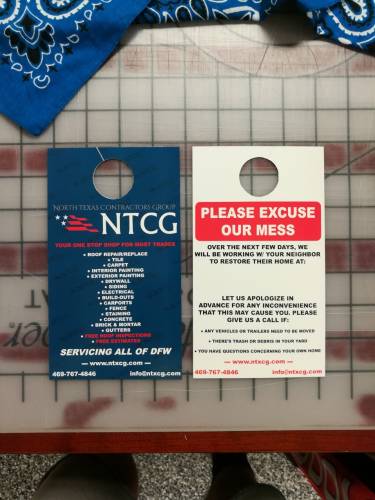 NORTH TEXAS CONTRACTORS GROUP
NTCG
YOUR ONE STOP SHOP FOR MOST TRADES
• ROOF REPAIR/REPLACE
• TILE
• CARPET
• INTERIOR PAINTING
• EXTERIOR PAINTING
• DRYWALL
• SIDING
• ELECTRICAL
• BUILD-OUTS
• CARPORTS
• FENCE
• STAINING
• CONCRETE
• BRICK & MORTAR
• GUTTERS
• FREE ROOF INSPECTIONS
• FREE ESTIMATES
SERVICING ALL OF DFW
— www.ntxcg.com —
469-767-4846 info@ntxcg.com
PLEASE EXCUSE
OUR MESS
OVER THE NEXT FEW DAYS, WE
WILL BE WORKING W/ YOUR NEIGHBOR
TO RESTORE THEIR HOME AT:
LET US APOLOGIZE IN
ADVANCE FOR ANY INCONVENIENCE
THAT THIS MAY CAUSE YOU. PLEASE
GIVE US A CALL IF:
• ANY VEHICLES OR TRAILERS NEED TO BE MOVED
• THERE'S TRASH OR DEBRIS IN YOUR YARD
• YOU HAVE QUESTIONS CONCERNING YOUR OWN HOME
— www.ntxcg.com —
469-767-4846 info@ntxcg.com